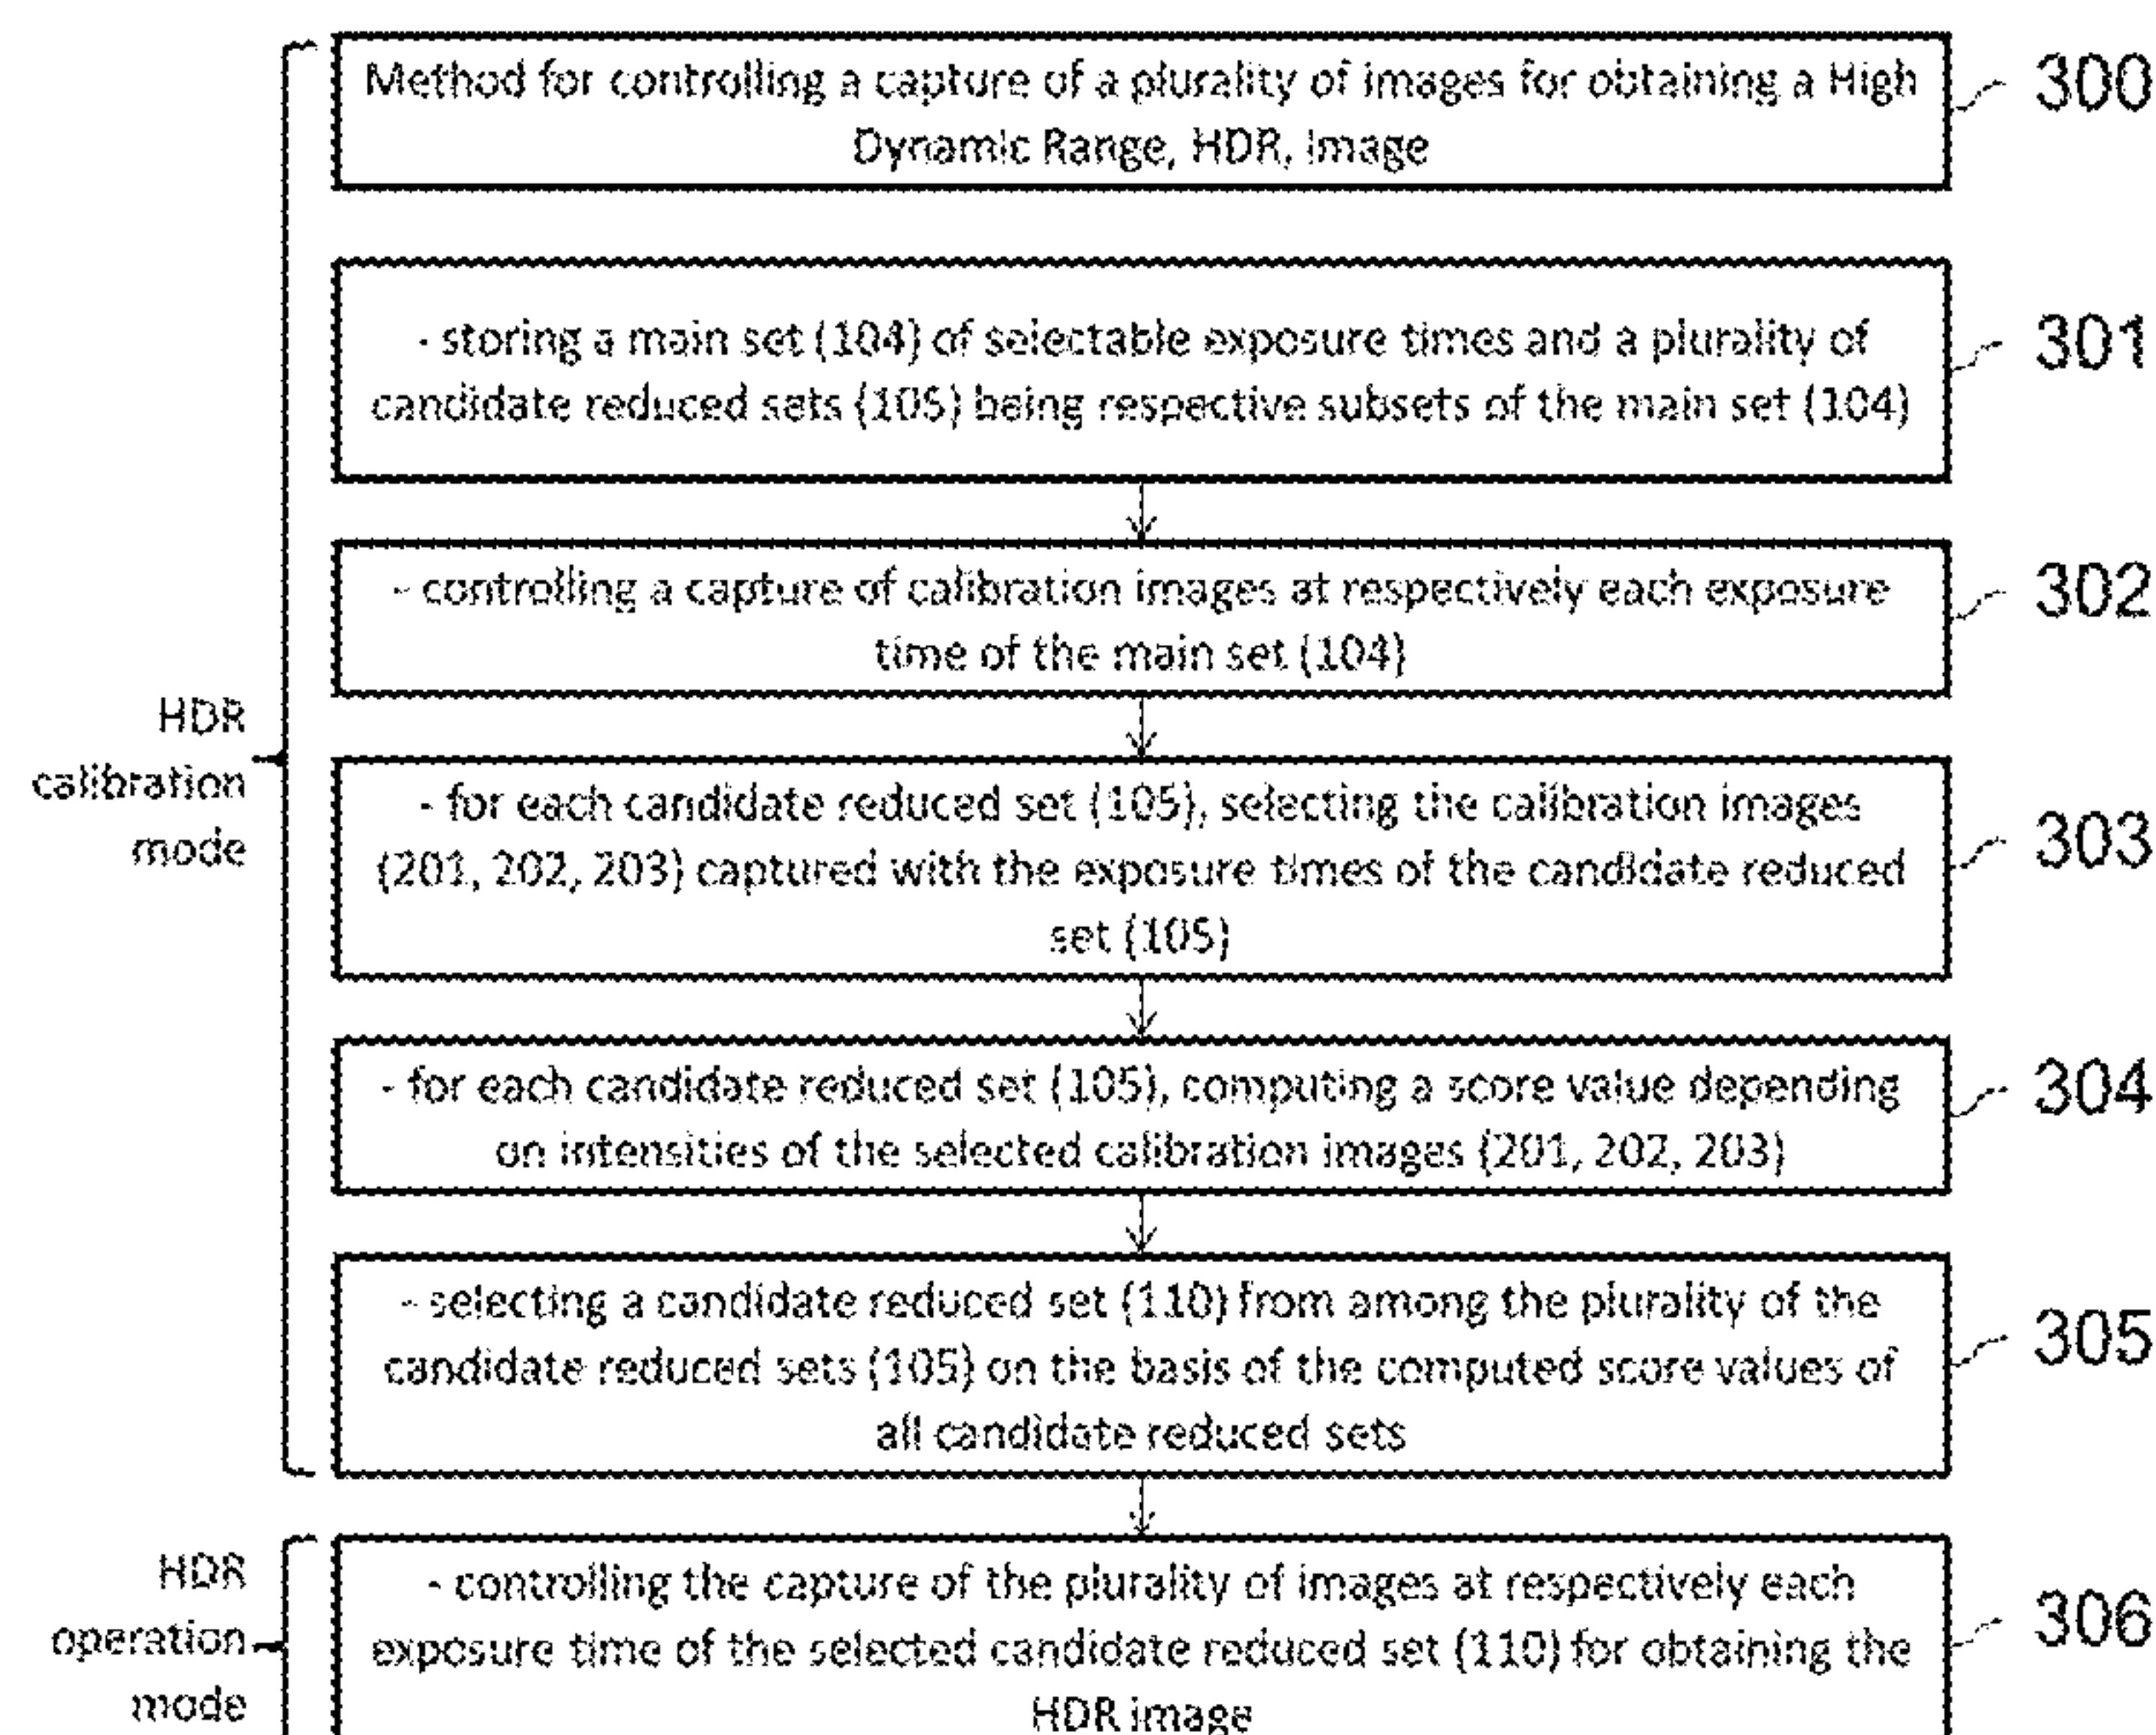 Method for controlling a capture of a plurality of images for obtaining a High
Dynamic Range, HDR, image
300
- storing a main set (104) of selectable exposure times and a plurality of
candidate reduced sets (105) being respective subsets of the main set (104)
301
- controlling a capture of calibration images at respectively each exposure
time of the main set (104)
302
HDR
calibration
mode
- for each candidate reduced set (105), selecting the calibration images
(201, 202, 203) captured with the exposure times of the candidate reduced
set (105)
303
- for each candidate reduced set (105), computing a score value depending
on intensities of the selected calibration images (201, 202, 203)
304
- selecting a candidate reduced set (110) from among the plurality of the
candidate reduced sets (105) on the basis of the computed score values of
all candidate reduced sets
305
HDR
operation
mode
- controlling the capture of the plurality of images at respectively each
exposure time of the selected candidate reduced set (110) for obtaining the
HDR image
306